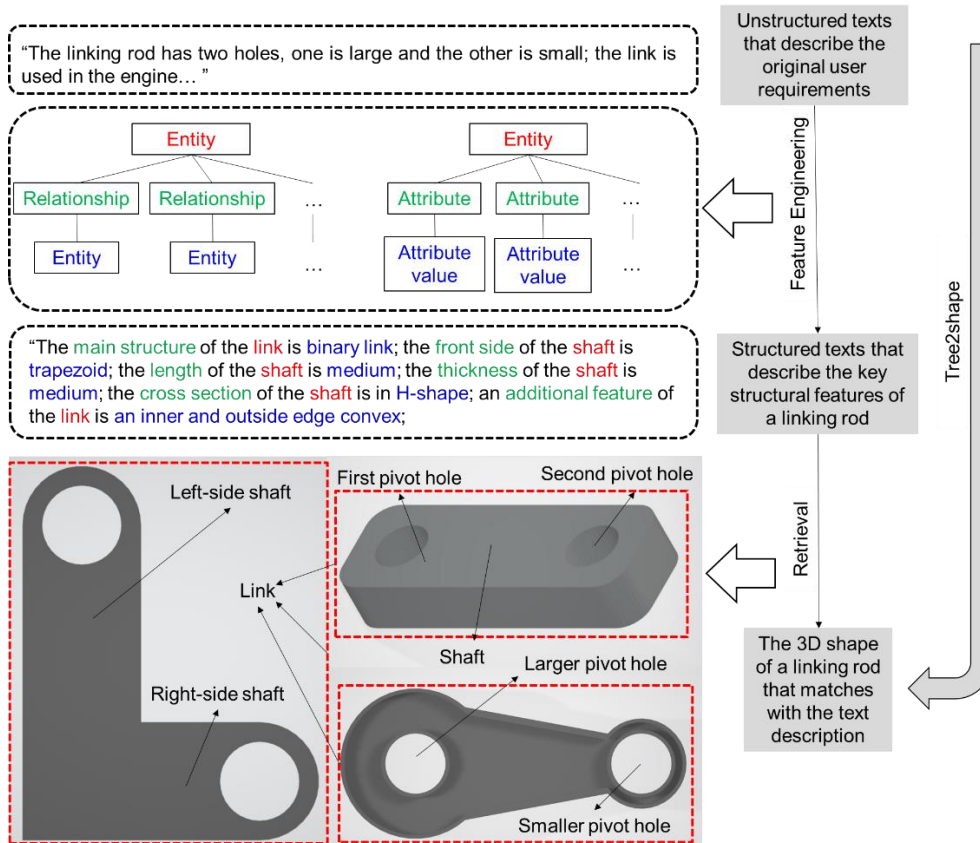 “The linking rod has two holes, one is large and the other is small; the link is
used in the engine… ”
Unstructured texts
that describe the
original user
requirements
Entity
Relationship
Relationship
…
Entity
Entity
…
Entity
Attribute
Attribute
…
Attribute
value
Attribute
value
…
Feature Engineering
Tree2shape
“The main structure of the link is binary link; the front side of the shaft is
trapezoid; the length of the shaft is medium; the thickness of the shaft is
medium; the cross section of the shaft is in H-shape; an additional feature of
the link is an inner and outside edge convex;
Structured texts that
describe the key
structural features of
a linking rod
Left-side shaft
First pivot hole
Second pivot hole
Link
Shaft
Right-side shaft
Larger pivot hole
Smaller pivot hole
Retrieval
The 3D shape
of a linking rod
that matches
with the text
description